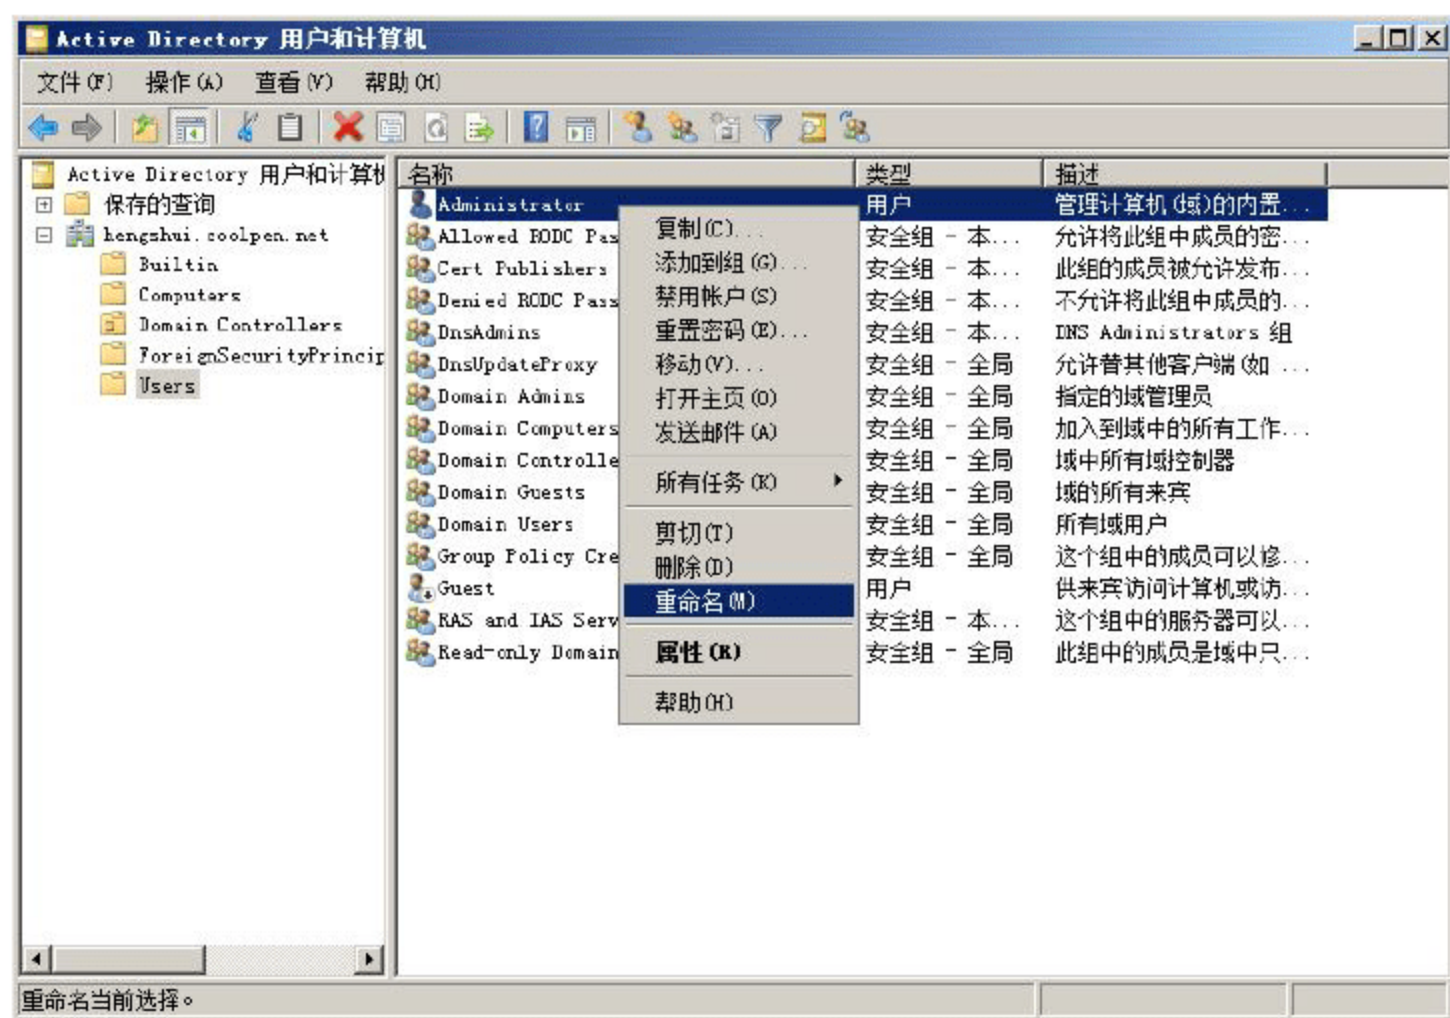 Active Directory 用户和计算机
文件(F) 操作(A) 查看(V) 帮助(H)
Active Directory 用户和计算机
保存的查询
hengshui.coolpen.net
Builtin
Computers
Domain Controllers
ForeignSecurityPrincip
Users
名称 类型 描述
Administrator 用户 管理计算机(域)的内置...
Allowed RODC Pas 安全组 - 本... 允许将此组中成员的密...
Cert Publishers 安全组 - 本... 此组的成员被允许发布...
Denied RODC Pass 安全组 - 本... 不允许将此组中成员的...
DnsAdmins 安全组 - 本... DNS Administrators 组
DnsUpdateProxy 安全组 - 全局 允许替其他客户端(如 ...
Domain Admins 安全组 - 全局 指定的域管理员
Domain Computers 安全组 - 全局 加入到域中的所有工作...
Domain Controlle 安全组 - 全局 域中所有域控制器
Domain Guests 安全组 - 全局 域的所有来宾
Domain Users 安全组 - 全局 所有域用户
Group Policy Cre 安全组 - 全局 这个组中的成员可以修...
Guest 用户 供来宾访问计算机或访...
RAS and IAS Serv 安全组 - 本... 这个组中的服务器可以...
Read-only Domain 安全组 - 全局 此组中的成员是域中只...
复制(C)...
添加到组(G)...
禁用帐户(S)
重置密码(E)...
移动(V)...
打开主页(O)
发送邮件(A)
所有任务(K)
剪切(T)
删除(D)
重命名(M)
属性(R)
帮助(H)
重命名当前选择。